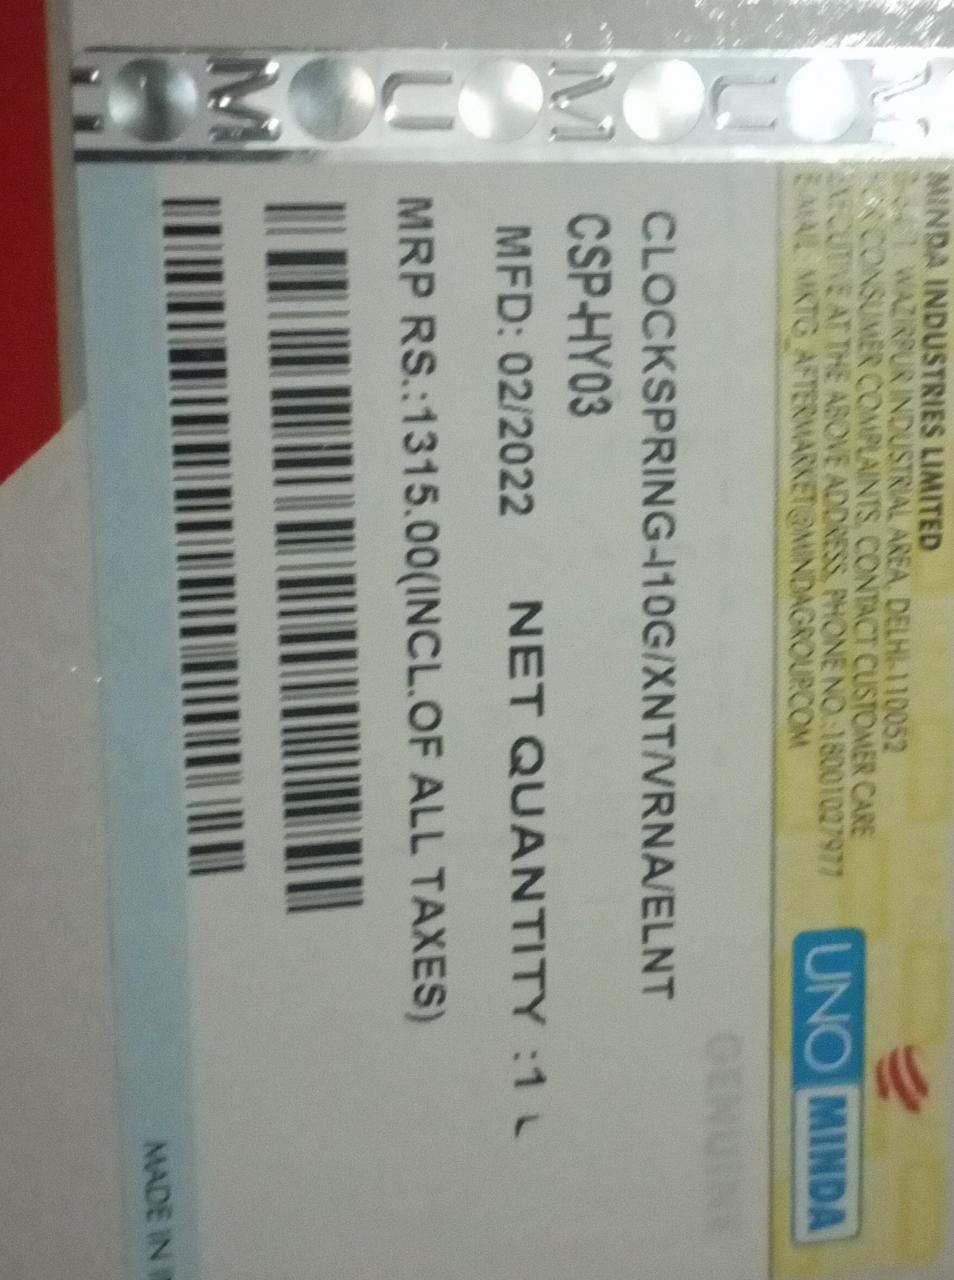 MINDA INDUSTRIES LIMITED
WAZIRPUR INDUSTRIAL AREA, DELHI-110052
CONSUMER COMPLAINTS, CONTACT CUSTOMER CARE
EXECUTIVE AT THE ABOVE ADDRESS, PHONE NO.:18001027977
E-MAIL: MKTG_AFTERMARKET@MINDAGROUP.COM
UNO MINDA
GENUINE
CLOCKSPRING-I10G/XNT/VRNA/ELNT
CSP-HY03
MFD: 02/2022 NET QUANTITY :1
MRP RS.:1315.00(INCL.OF ALL TAXES)
MADE IN
M U M U M